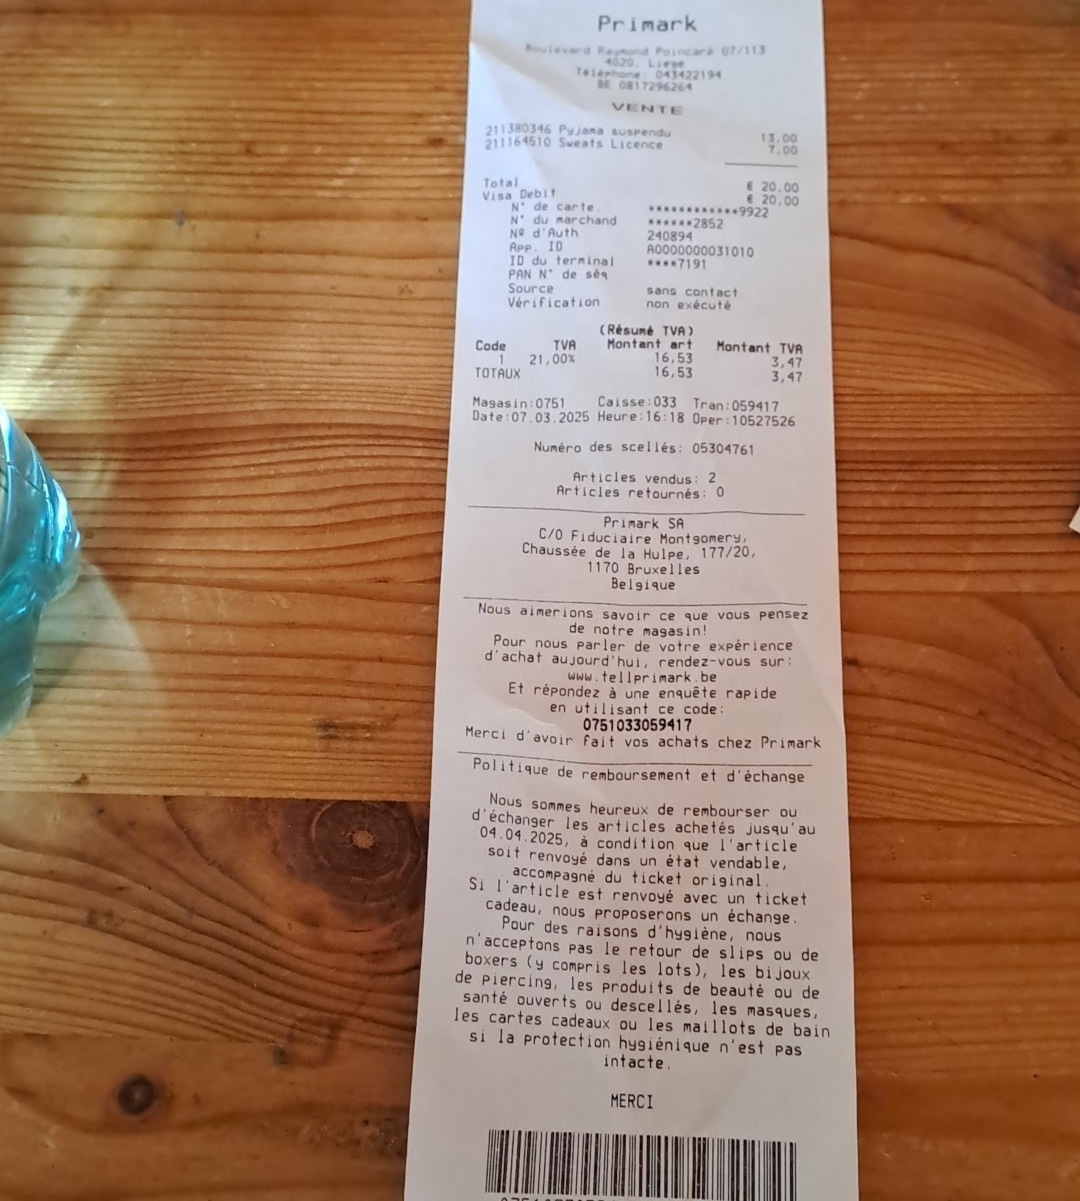 Primark
Boulevard Raymond Poincaré 07/113
4020, Liege
Téléphone: 043422194
BE 0817296264
VENTE
211380346 Pyjama suspendu 13,00
211164510 Sweats Licence 7,00
Total € 20,00
Visa Debit € 20,00
N° de carte. ************9922
N° du marchand ******2852
Nº d'Auth 240894
App. ID A0000000031010
ID du terminal ****7191
PAN N° de séq
Source sans contact
Vérification non exécuté
(Résumé TVA)
Code TVA Montant art Montant TVA
1 21,00% 16,53 3,47
TOTAUX 16,53 3,47
Magasin:0751 Caisse:033 Tran:059417
Date:07.03.2025 Heure:16:18 Oper:10527526
Numéro des scellés: 05304761
Articles vendus: 2
Articles retournés: 0
Primark SA
C/O Fiduciaire Montgomery,
Chaussée de la Hulpe, 177/20,
1170 Bruxelles
Belgique
Nous aimerions savoir ce que vous pensez
de notre magasin!
Pour nous parler de votre expérience
d'achat aujourd'hui, rendez-vous sur:
www.tellprimark.be
Et répondez à une enquête rapide
en utilisant ce code:
0751033059417
Merci d'avoir fait vos achats chez Primark
Politique de remboursement et d'échange
Nous sommes heureux de rembourser ou
d'échanger les articles achetés jusqu'au
04.04.2025, à condition que l'article
soit renvoyé dans un état vendable,
accompagné du ticket original.
Si l'article est renvoyé avec un ticket
cadeau, nous proposerons un échange.
Pour des raisons d'hygiène, nous
n'acceptons pas le retour de slips ou de
boxers (y compris les lots), les bijoux
de piercing, les produits de beauté ou de
santé ouverts ou descellés, les masques,
les cartes cadeaux ou les maillots de bain
si la protection hygiénique n'est pas
intacte.
MERCI